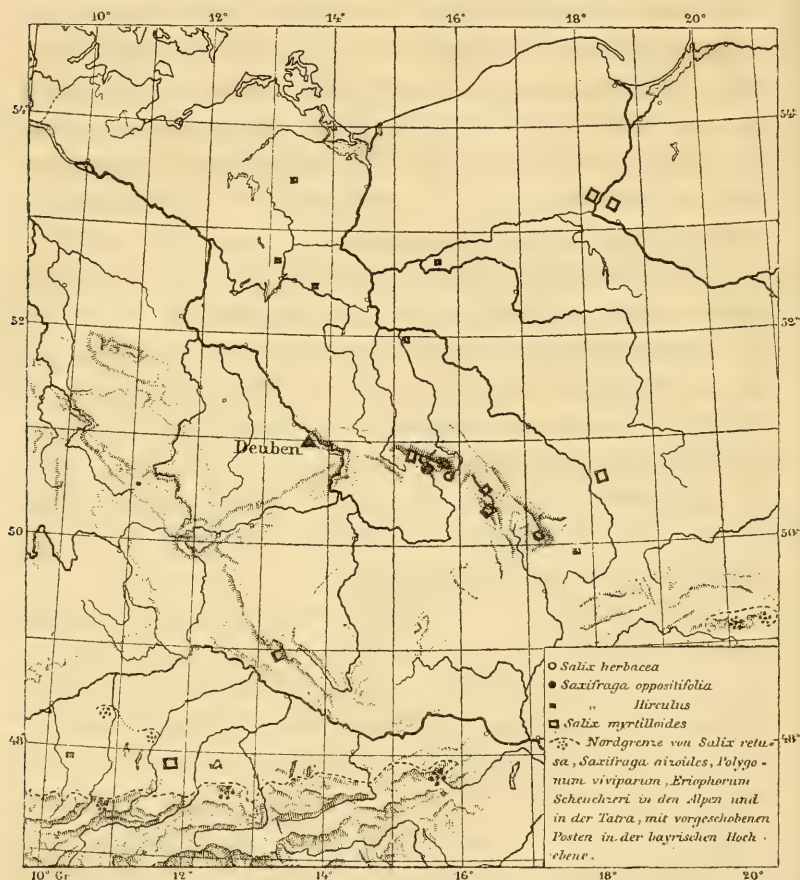 10° 12° 14° 16° 18° 20°
54° 54°
52° 52°
Deuben
50° 50°
48° 48°
○ Salix herbacea
● Saxifraga oppositifolia
▪ „ Hirculus
□ Salix myrtilloides
Nordgrenze von Salix retu-
sa, Saxifraga aizoides, Polygo-
num viviparum, Eriophorum
Scheuchzeri in den Alpen und
in der Tatra, mit vorgeschobenen
Posten in der bayrischen Hoch-
ebene.
10° Gr. 12° 14° 16° 18° 20°